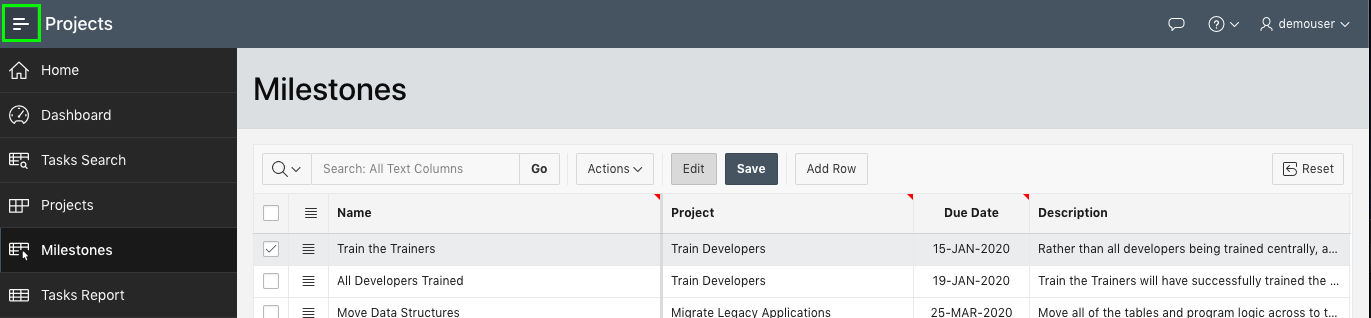 Projects
demouser
Home
Dashboard
Tasks Search
Projects
Milestones
Tasks Report
Milestones
Search: All Text Columns Go Actions Edit Save Add Row Reset
Name Project Due Date Description
Train the Trainers Train Developers 15-JAN-2020 Rather than all developers being trained centrally, a...
All Developers Trained Train Developers 19-JAN-2020 Train the Trainers will have successfully trained the ...
Move Data Structures Migrate Legacy Applications 25-MAR-2020 Move all of the tables and program logic across to t...